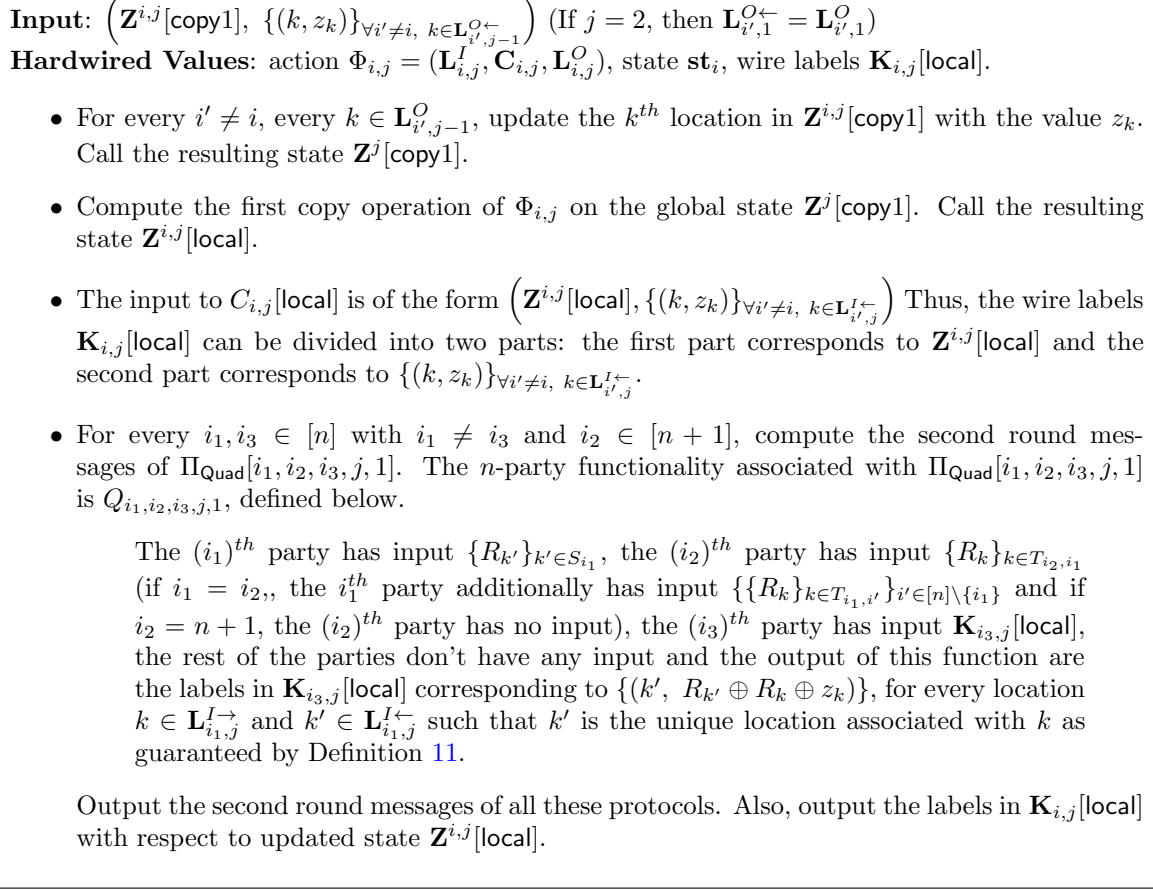 Input: (Z^{i,j}[copy1], {(k, z_k)}_{∀i'≠i, k∈L^{O←}_{i',j−1}}) (If j = 2, then L^{O←}_{i',1} = L^O_{i',1})
Hardwired Values: action Φ_{i,j} = (L^I_{i,j}, C_{i,j}, L^O_{i,j}), state st_i, wire labels K_{i,j}[local].
• For every i' ≠ i, every k ∈ L^O_{i',j−1}, update the k^{th} location in Z^{i,j}[copy1] with the value z_k.
Call the resulting state Z^j[copy1].
• Compute the first copy operation of Φ_{i,j} on the global state Z^j[copy1]. Call the resulting
state Z^{i,j}[local].
• The input to C_{i,j}[local] is of the form (Z^{i,j}[local], {(k, z_k)}_{∀i'≠i, k∈L^{I←}_{i',j}}) Thus, the wire labels
K_{i,j}[local] can be divided into two parts: the first part corresponds to Z^{i,j}[local] and the
second part corresponds to {(k, z_k)}_{∀i'≠i, k∈L^{I←}_{i',j}}.
• For every i_1, i_3 ∈ [n] with i_1 ≠ i_3 and i_2 ∈ [n + 1], compute the second round mes-
sages of Π_{Quad}[i_1, i_2, i_3, j, 1]. The n-party functionality associated with Π_{Quad}[i_1, i_2, i_3, j, 1]
is Q_{i_1,i_2,i_3,j,1}, defined below.
The (i_1)^{th} party has input {R_{k'}}_{k'∈S_{i_1}}, the (i_2)^{th} party has input {R_k}_{k∈T_{i_2,i_1}}
(if i_1 = i_2,, the i_1^{th} party additionally has input {{R_k}_{k∈T_{i_1,i'}}}_{i'∈[n]\{i_1}} and if
i_2 = n + 1, the (i_2)^{th} party has no input), the (i_3)^{th} party has input K_{i_3,j}[local],
the rest of the parties don't have any input and the output of this function are
the labels in K_{i_3,j}[local] corresponding to {(k', R_{k'} ⊕ R_k ⊕ z_k)}, for every location
k ∈ L^{I→}_{i_1,j} and k' ∈ L^{I←}_{i_1,j} such that k' is the unique location associated with k as
guaranteed by Definition 11.
Output the second round messages of all these protocols. Also, output the labels in K_{i,j}[local]
with respect to updated state Z^{i,j}[local].